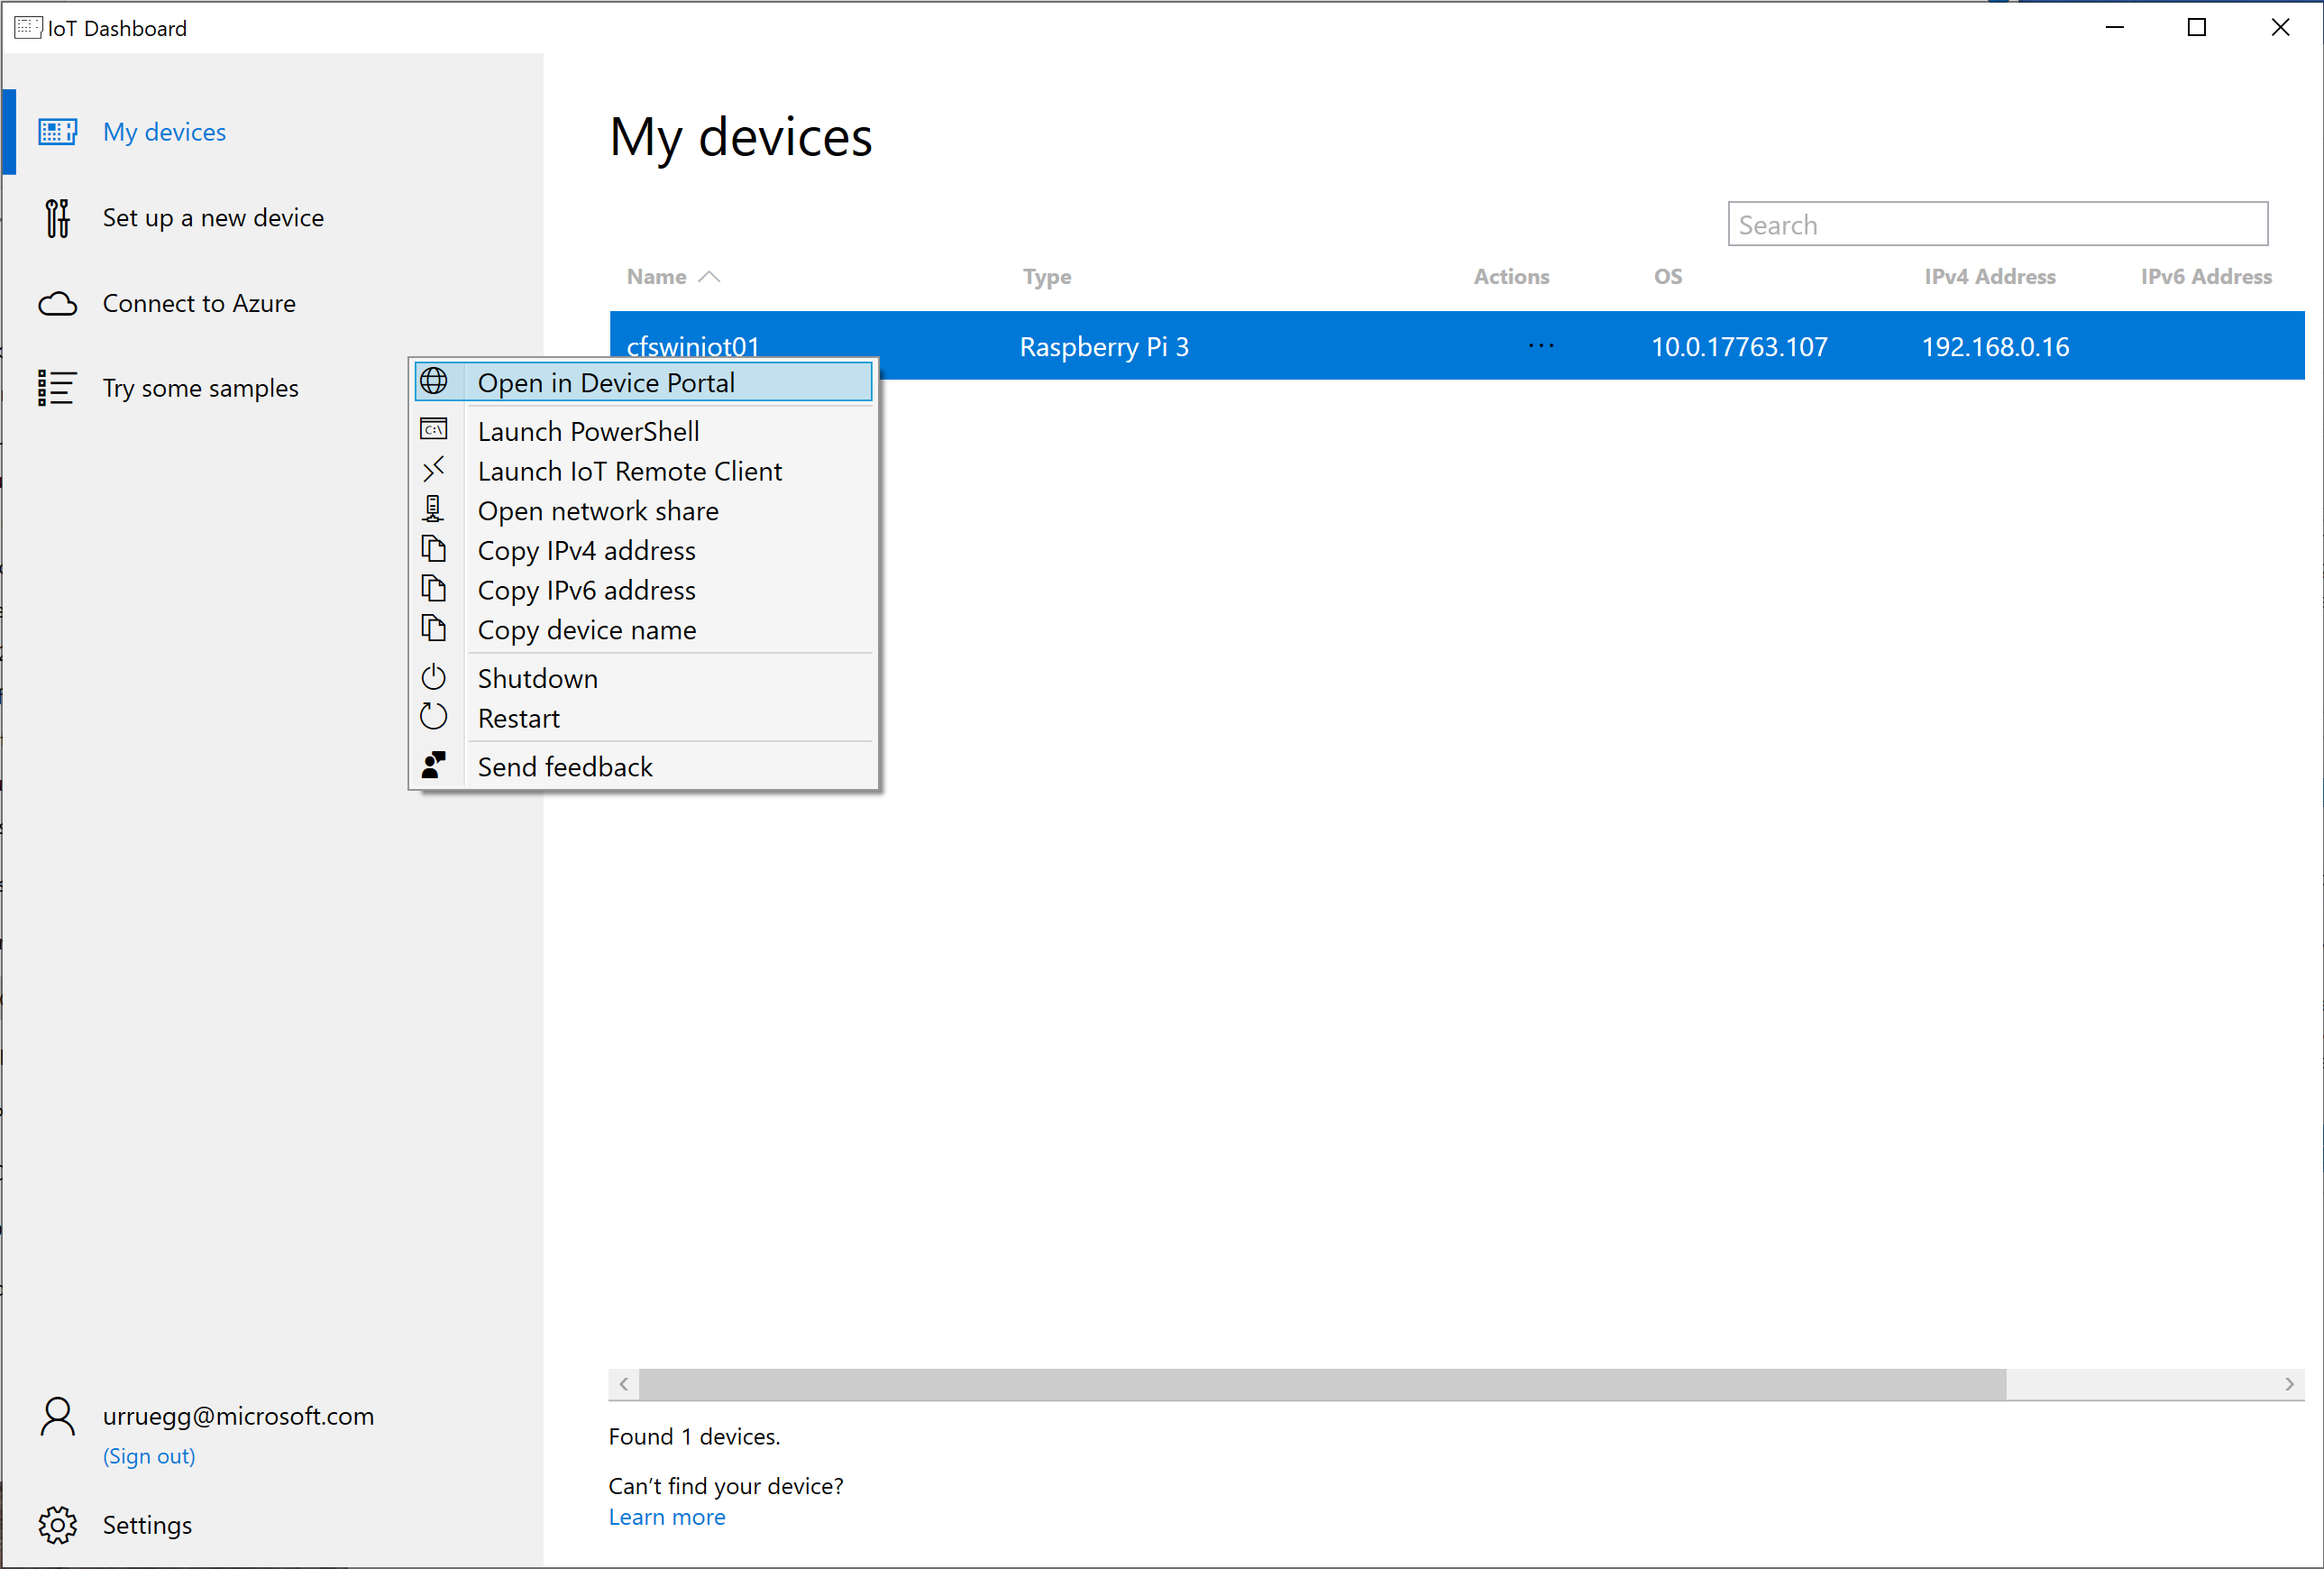 IoT Dashboard
My devices
Set up a new device
Connect to Azure
Try some samples
urruegg@microsoft.com
(Sign out)
Settings
My devices
Search
Name Type Actions OS IPv4 Address IPv6 Address
cfswiniot01 Raspberry Pi 3 ... 10.0.17763.107 192.168.0.16
Open in Device Portal
C:\ Launch PowerShell
Launch IoT Remote Client
Open network share
Copy IPv4 address
Copy IPv6 address
Copy device name
Shutdown
Restart
Send feedback
Found 1 devices.
Can't find your device?
Learn more